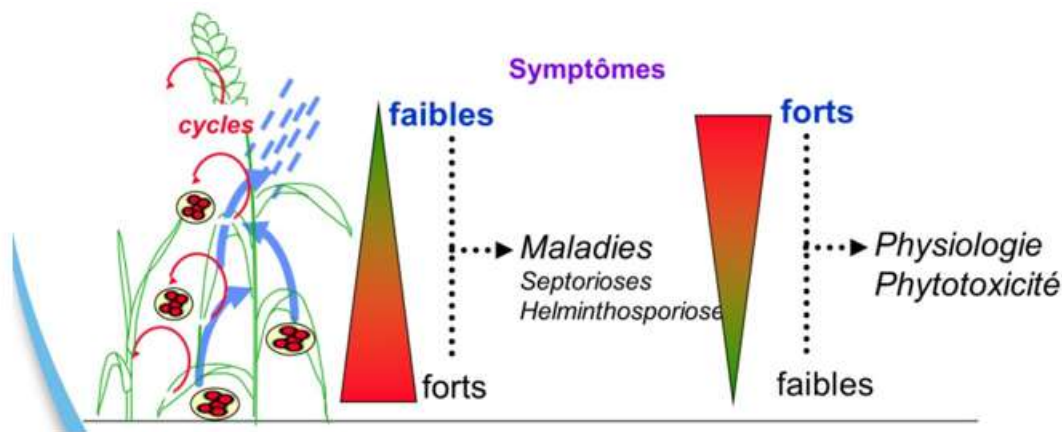 Symptômes
cycles
faibles
Maladies
Septorioses
Helminthosporiose
forts
forts
Physiologie
Phytotoxicité
faibles